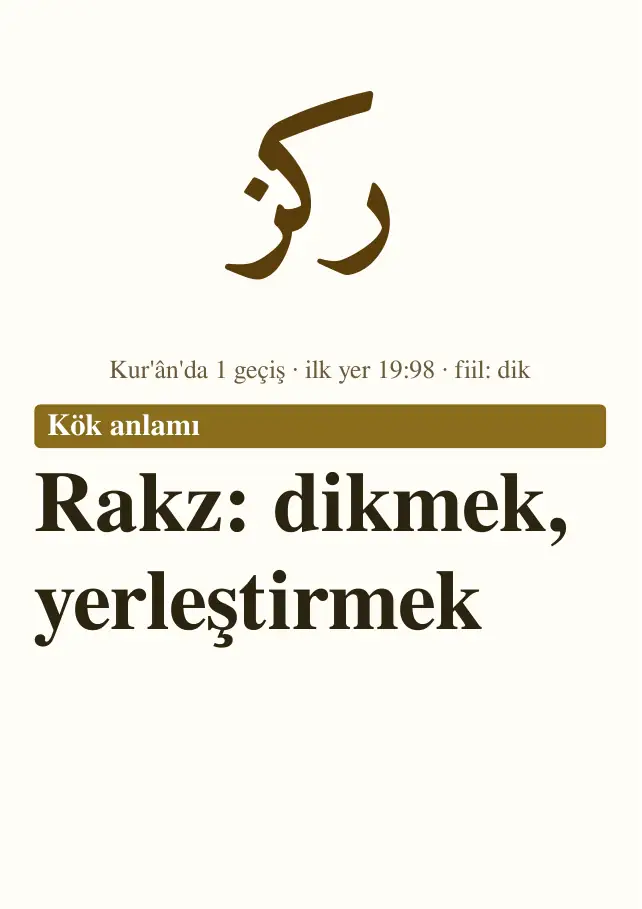 ركز
Kur'ân'da 1 geçiş · ilk yer 19:98 · fiil: dik
Kök anlamı
Rakz: dikmek,
yerleştirmek